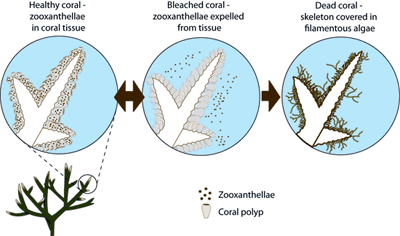 Healthy coral -
zooxanthellae
in coral tissue
Bleached coral -
zooxanthellae expelled
from tissue
Dead coral -
skeleton covered in
filamentous algae
Zooxanthellae
Coral polyp